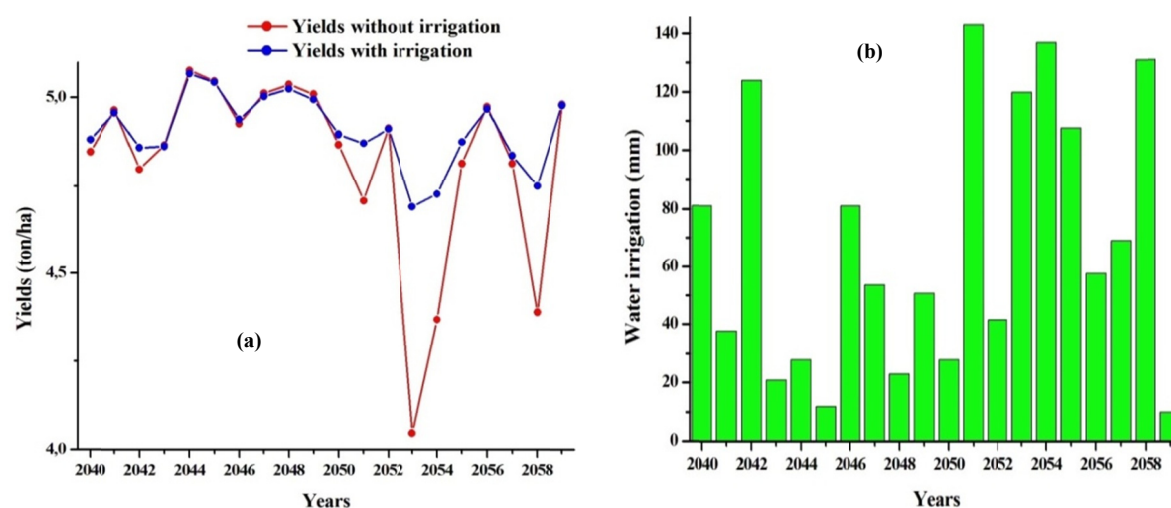 Yields without irrigation
Yields with irrigation
Yields (ton/ha)
5,0
4,5
4,0
(a)
2040 2042 2044 2046 2048 2050 2052 2054 2056 2058
Years
(b)
Water irrigation (mm)
140
120
100
80
60
40
20
0
2040 2042 2044 2046 2048 2050 2052 2054 2056 2058
Years